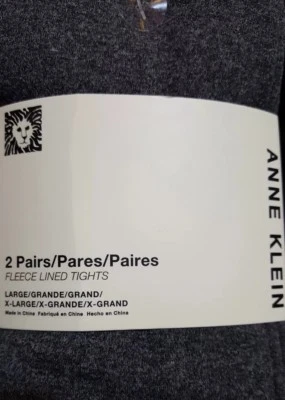 ANNE KLEIN
2 Pairs/Pares/Paires
FLEECE LINED TIGHTS
LARGE/GRANDE/GRAND/
X-LARGE/X-GRANDE/X-GRAND
Made in China Fabriqué en China Hecho en China